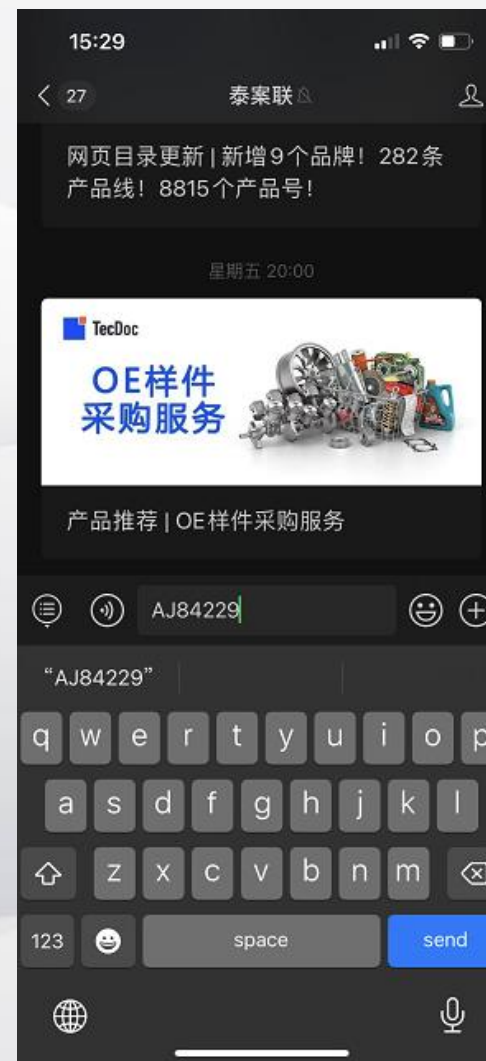 15:29
27
泰案联
网页目录更新 | 新增9个品牌！282条
产品线！8815个产品号！
星期五 20:00
TecDoc
OE样件
采购服务
产品推荐 | OE样件采购服务
AJ84229
“AJ84229”
q w e r t y u i o p
a s d f g h j k l
z x c v b n m
123 space send